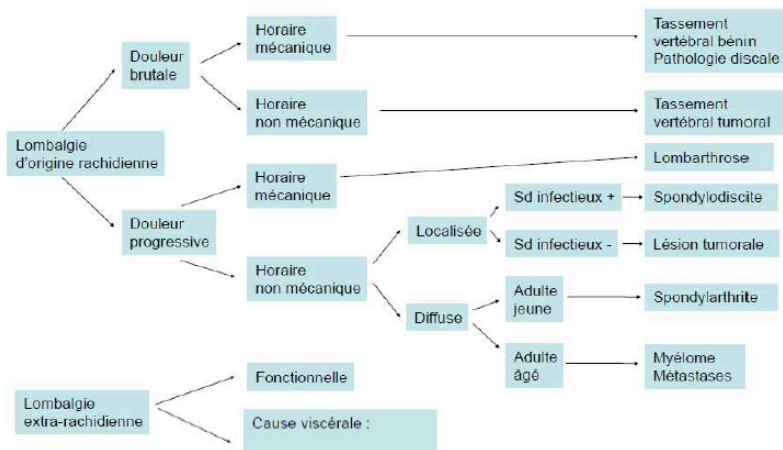 Horaire
mécanique
Tassement
vertébral bénin
Pathologie discale
Douleur
brutale
Horaire
non mécanique
Tassement
vertébral tumoral
Lombalgie
d'origine rachidienne
Horaire
mécanique
Lombarthrose
Douleur
progressive
Localisée
Sd infectieux +
Spondylodiscite
Sd infectieux -
Lésion tumorale
Horaire
non mécanique
Diffuse
Adulte
jeune
Spondylarthrite
Adulte
âgé
Myélome
Métastases
Lombalgie
extra-rachidienne
Fonctionnelle
Cause viscérale :